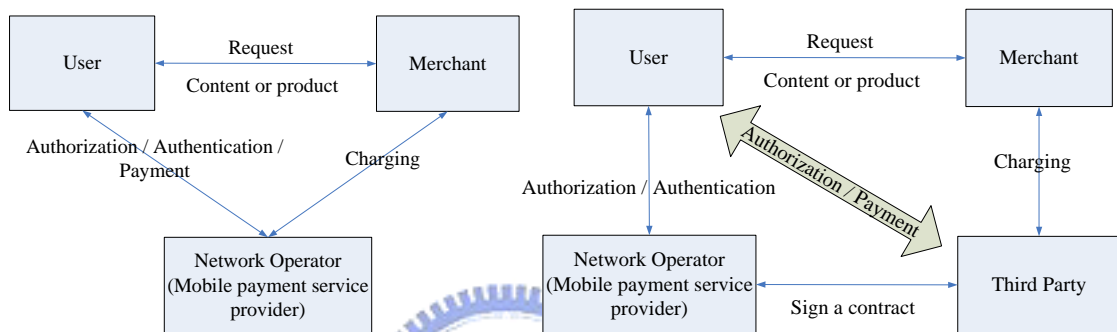 User
Request
Content or product
Merchant
Authorization / Authentication /
Payment
Charging
Network Operator
(Mobile payment service
provider)
User
Request
Content or product
Merchant
Authorization / Payment
Authorization / Authentication
Charging
Network Operator
(Mobile payment service
provider)
Sign a contract
Third Party